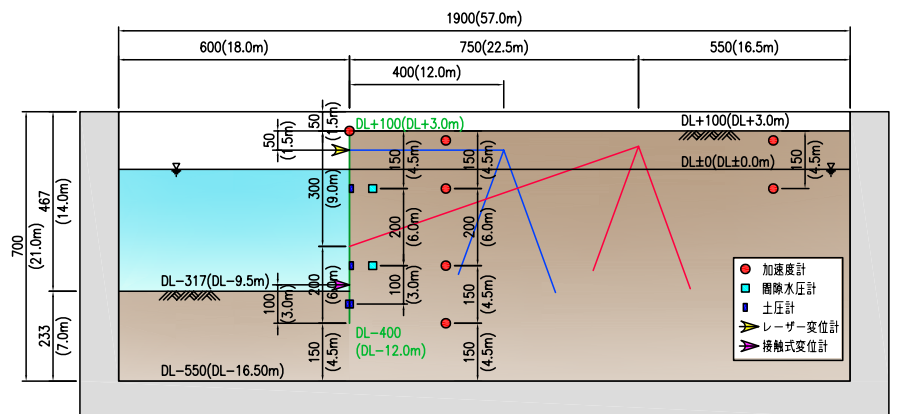 1900(57.0m)
600(18.0m)
750(22.5m)
550(16.5m)
400(12.0m)
50
(1.5m)
50
(1.5m)
DL+100(DL+3.0m)
DL+100(DL+3.0m)
150
(4.5m)
150
(4.5m)
150
(4.5m)
DL±0(DL±0.0m)
300
(9.0m)
467
(14.0m)
700
(21.0m)
200
(6.0m)
200
(6.0m)
200
(6.0m)
DL-317(DL-9.5m)
100
(3.0m)
100
(3.0m)
150
(4.5m)
233
(7.0m)
DL-400
(DL-12.0m)
150
(4.5m)
150
(4.5m)
DL-550(DL-16.50m)
加速度計
間隙水圧計
土圧計
レーザー変位計
接触式変位計